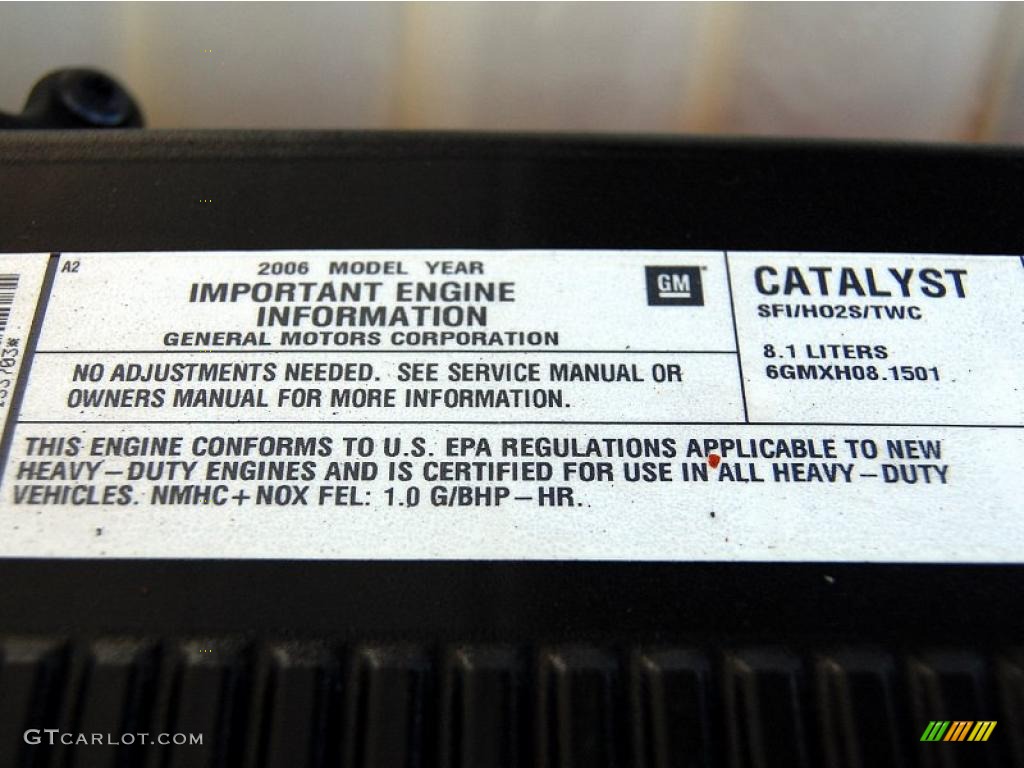 A2
2006 MODEL YEAR
IMPORTANT ENGINE
INFORMATION
GENERAL MOTORS CORPORATION
GM
NO ADJUSTMENTS NEEDED. SEE SERVICE MANUAL OR
OWNERS MANUAL FOR MORE INFORMATION.
CATALYST
SFI/HO2S/TWC
8.1 LITERS
6GMXH08.1501
THIS ENGINE CONFORMS TO U.S. EPA REGULATIONS APPLICABLE TO NEW
HEAVY-DUTY ENGINES AND IS CERTIFIED FOR USE IN ALL HEAVY-DUTY
VEHICLES. NMHC+NOX FEL: 1.0 G/BHP-HR.
GTCARLOT.COM